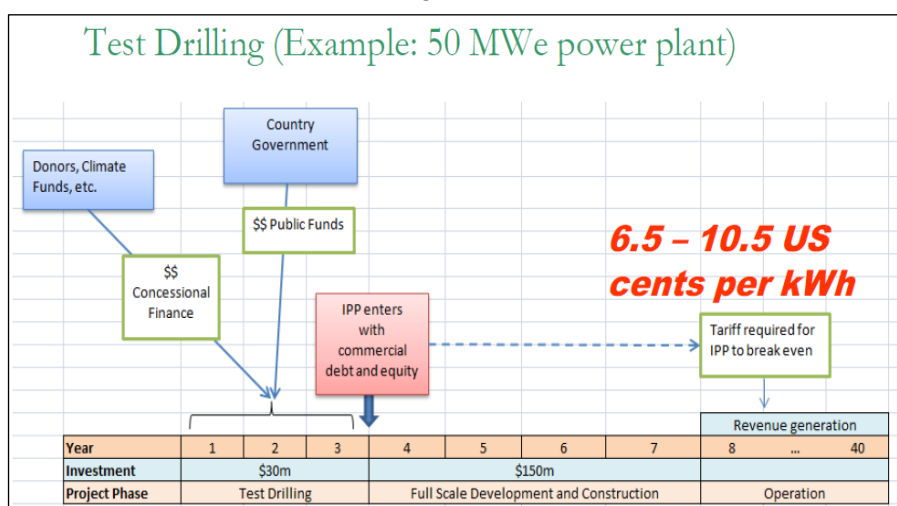 Test Drilling (Example: 50 MWe power plant)
Country
Government
Donors, Climate
Funds, etc.
$$ Public Funds
$$
Concessional
Finance
6.5 – 10.5 US
cents per kWh
IPP enters
with
commercial
debt and equity
Tariff required for
IPP to break even
Revenue generation
Year 1 2 3 4 5 6 7 8 ... 40
Investment $30m $150m
Project Phase Test Drilling Full Scale Development and Construction Operation